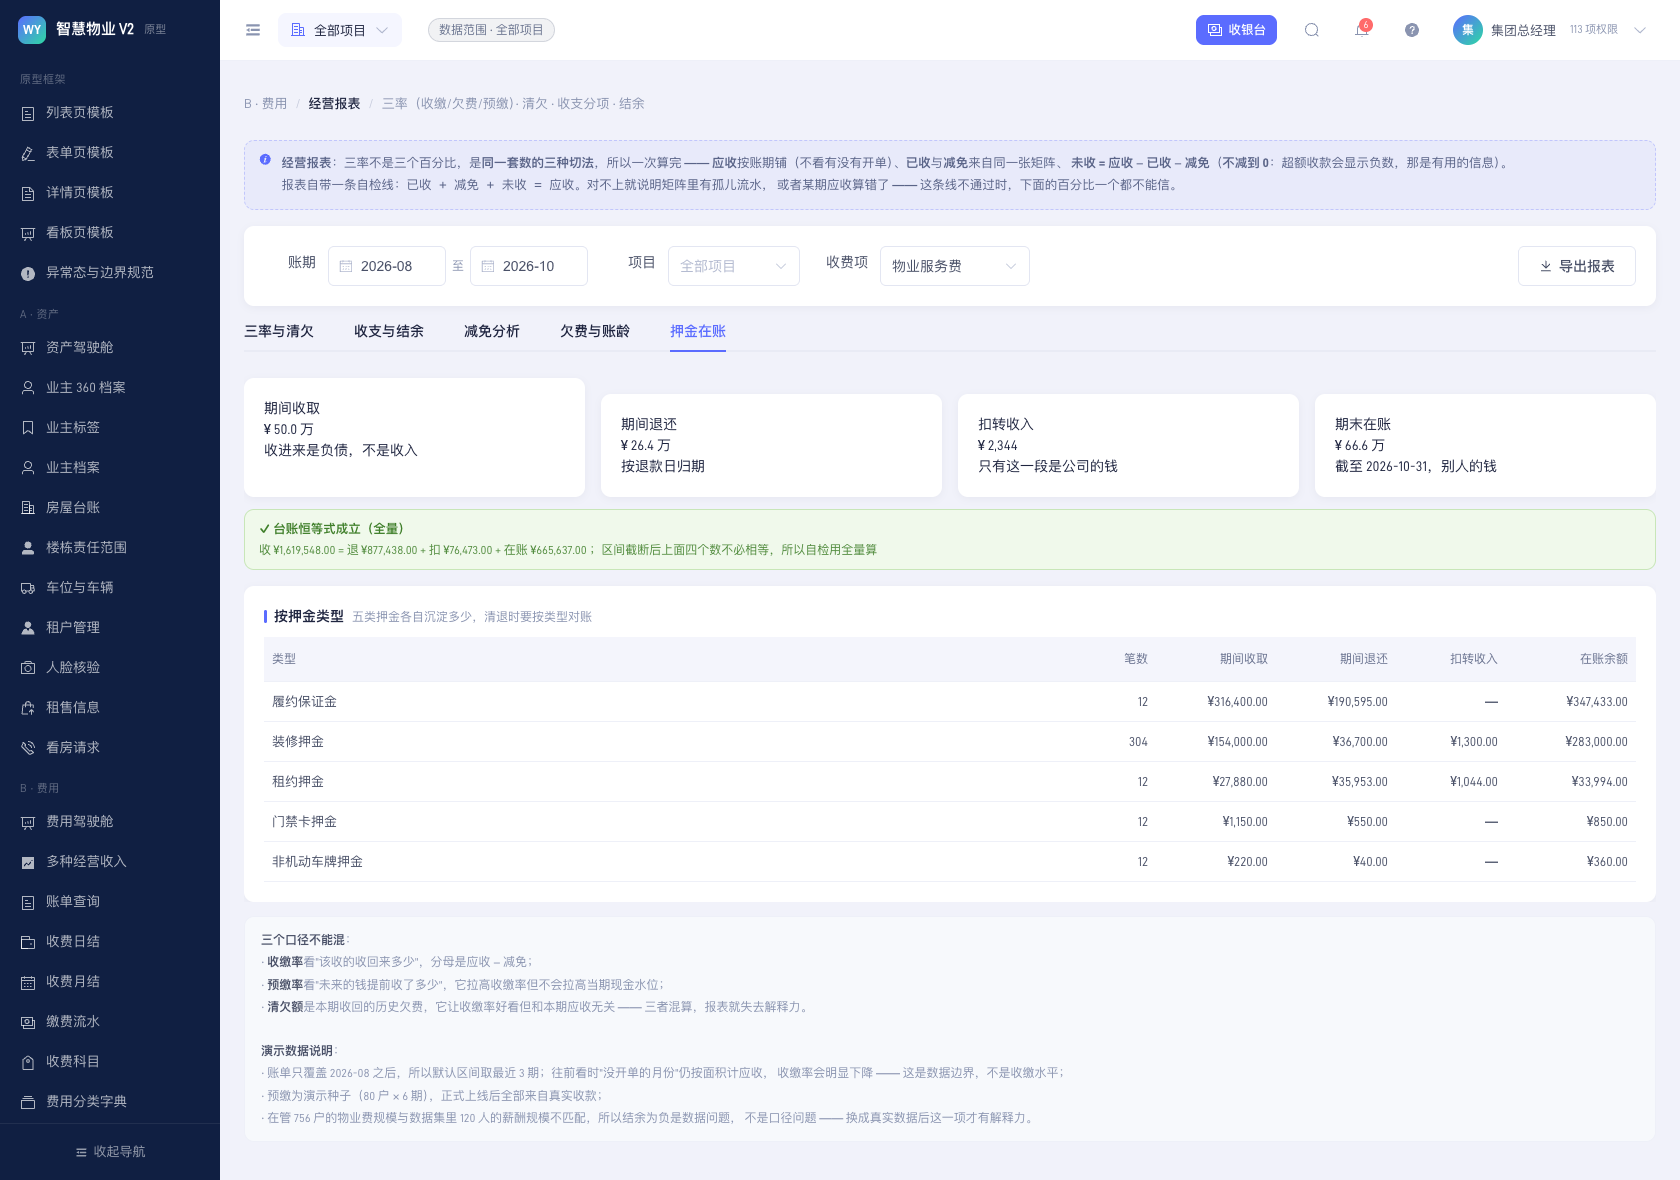 WY 智慧物业 V2 原型
原型框架
列表页模板
表单页模板
详情页模板
看板页模板
异常态与边界规范
A · 资产
资产驾驶舱
业主 360 档案
业主标签
业主档案
房屋台账
楼栋责任范围
车位与车辆
租户管理
人脸核验
租售信息
看房请求
B · 费用
费用驾驶舱
多种经营收入
账单查询
收费日结
收费月结
缴费流水
收费科目
费用分类字典
收起导航
全部项目
数据范围 · 全部项目
收银台
6
集 集团总经理 113 项权限
B · 费用 / 经营报表 / 三率（收缴/欠费/预缴）· 清欠 · 收支分项 · 结余
经营报表：三率不是三个百分比，是同一套数的三种切法，所以一次算完 —— 应收按账期铺（不看有没有开单）、已收与减免来自同一张矩阵、 未收 = 应收 − 已收 − 减免（不减到 0：超额收款会显示负数，那是有用的信息）。
报表自带一条自检线：已收 + 减免 + 未收 = 应收。对不上就说明矩阵里有孤儿流水， 或者某期应收算错了 —— 这条线不通过时，下面的百分比一个都不能信。
账期 2026-08 至 2026-10 项目 全部项目 收费项 物业服务费 导出报表
三率与清欠 收支与结余 减免分析 欠费与账龄 押金在账
期间收取
¥ 50.0 万
收进来是负债，不是收入
期间退还
¥ 26.4 万
按退款日归期
扣转收入
¥ 2,344
只有这一段是公司的钱
期末在账
¥ 66.6 万
截至 2026-10-31，别人的钱
✓ 台账恒等式成立（全量）
收 ¥1,619,548.00 = 退 ¥877,438.00 + 扣 ¥76,473.00 + 在账 ¥665,637.00； 区间截断后上面四个数不必相等，所以自检用全量算
按押金类型 五类押金各自沉淀多少，清退时要按类型对账
类型 笔数 期间收取 期间退还 扣转收入 在账余额
履约保证金 12 ¥316,400.00 ¥190,595.00 — ¥347,433.00
装修押金 304 ¥154,000.00 ¥36,700.00 ¥1,300.00 ¥283,000.00
租约押金 12 ¥27,880.00 ¥35,953.00 ¥1,044.00 ¥33,994.00
门禁卡押金 12 ¥1,150.00 ¥550.00 — ¥850.00
非机动车牌押金 12 ¥220.00 ¥40.00 — ¥360.00
三个口径不能混：
· 收缴率看"该收的收回来多少"，分母是应收 − 减免；
· 预缴率看"未来的钱提前收了多少"，它拉高收缴率但不会拉高当期现金水位；
· 清欠额是本期收回的历史欠费，它让收缴率好看但和本期应收无关 —— 三者混算，报表就失去解释力。
演示数据说明：
· 账单只覆盖 2026-08 之后，所以默认区间取最近 3 期；往前看时"没开单的月份"仍按面积计应收， 收缴率会明显下降 —— 这是数据边界，不是收缴水平；
· 预缴为演示种子（80 户 × 6 期），正式上线后全部来自真实收款；
· 在管 756 户的物业费规模与数据集里 120 人的薪酬规模不匹配，所以结余为负是数据问题， 不是口径问题 —— 换成真实数据后这一项才有解释力。